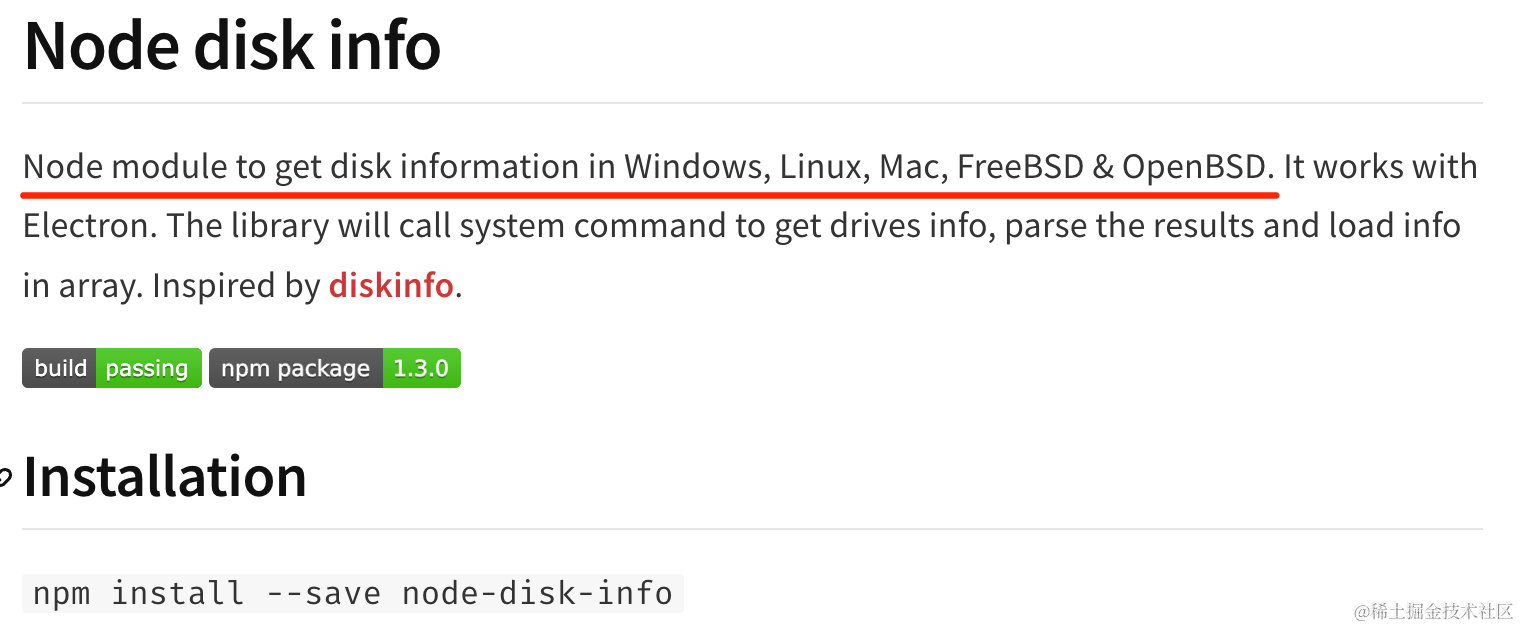 Node disk info
Node module to get disk information in Windows, Linux, Mac, FreeBSD & OpenBSD. It works with
Electron. The library will call system command to get drives info, parse the results and load info
in array. Inspired by diskinfo.
build passing npm package 1.3.0
Installation
npm install --save node-disk-info
@稀土掘金技术社区